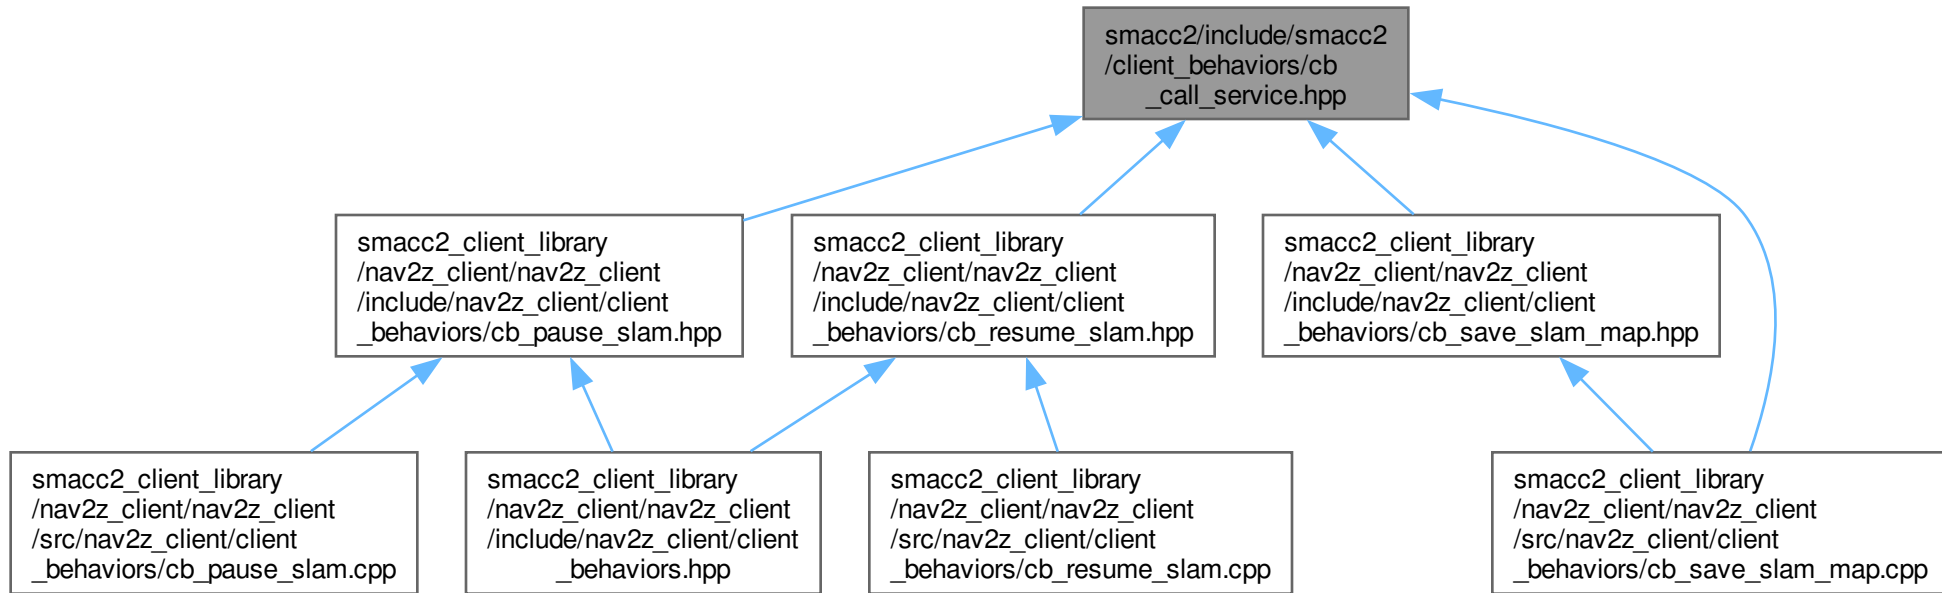 smacc2/include/smacc2
/client_behaviors/cb
_call_service.hpp
smacc2_client_library
/nav2z_client/nav2z_client
/include/nav2z_client/client
_behaviors/cb_pause_slam.hpp
smacc2_client_library
/nav2z_client/nav2z_client
/include/nav2z_client/client
_behaviors/cb_resume_slam.hpp
smacc2_client_library
/nav2z_client/nav2z_client
/include/nav2z_client/client
_behaviors/cb_save_slam_map.hpp
smacc2_client_library
/nav2z_client/nav2z_client
/src/nav2z_client/client
_behaviors/cb_pause_slam.cpp
smacc2_client_library
/nav2z_client/nav2z_client
/include/nav2z_client/client
_behaviors.hpp
smacc2_client_library
/nav2z_client/nav2z_client
/src/nav2z_client/client
_behaviors/cb_resume_slam.cpp
smacc2_client_library
/nav2z_client/nav2z_client
/src/nav2z_client/client
_behaviors/cb_save_slam_map.cpp